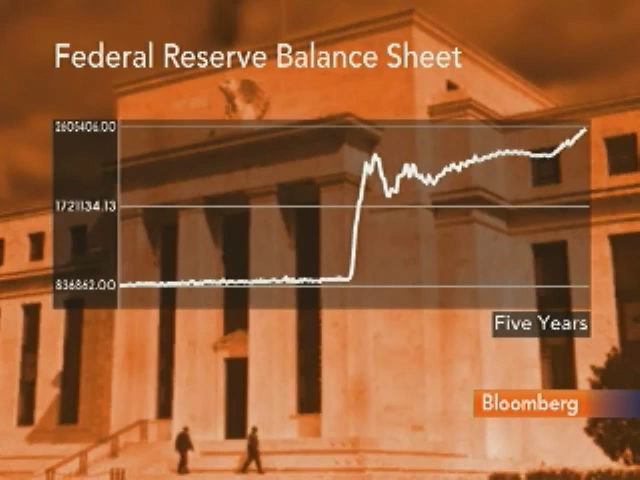 Federal Reserve Balance Sheet
2605406.00
1721134.13
836862.00
Five Years
Bloomberg